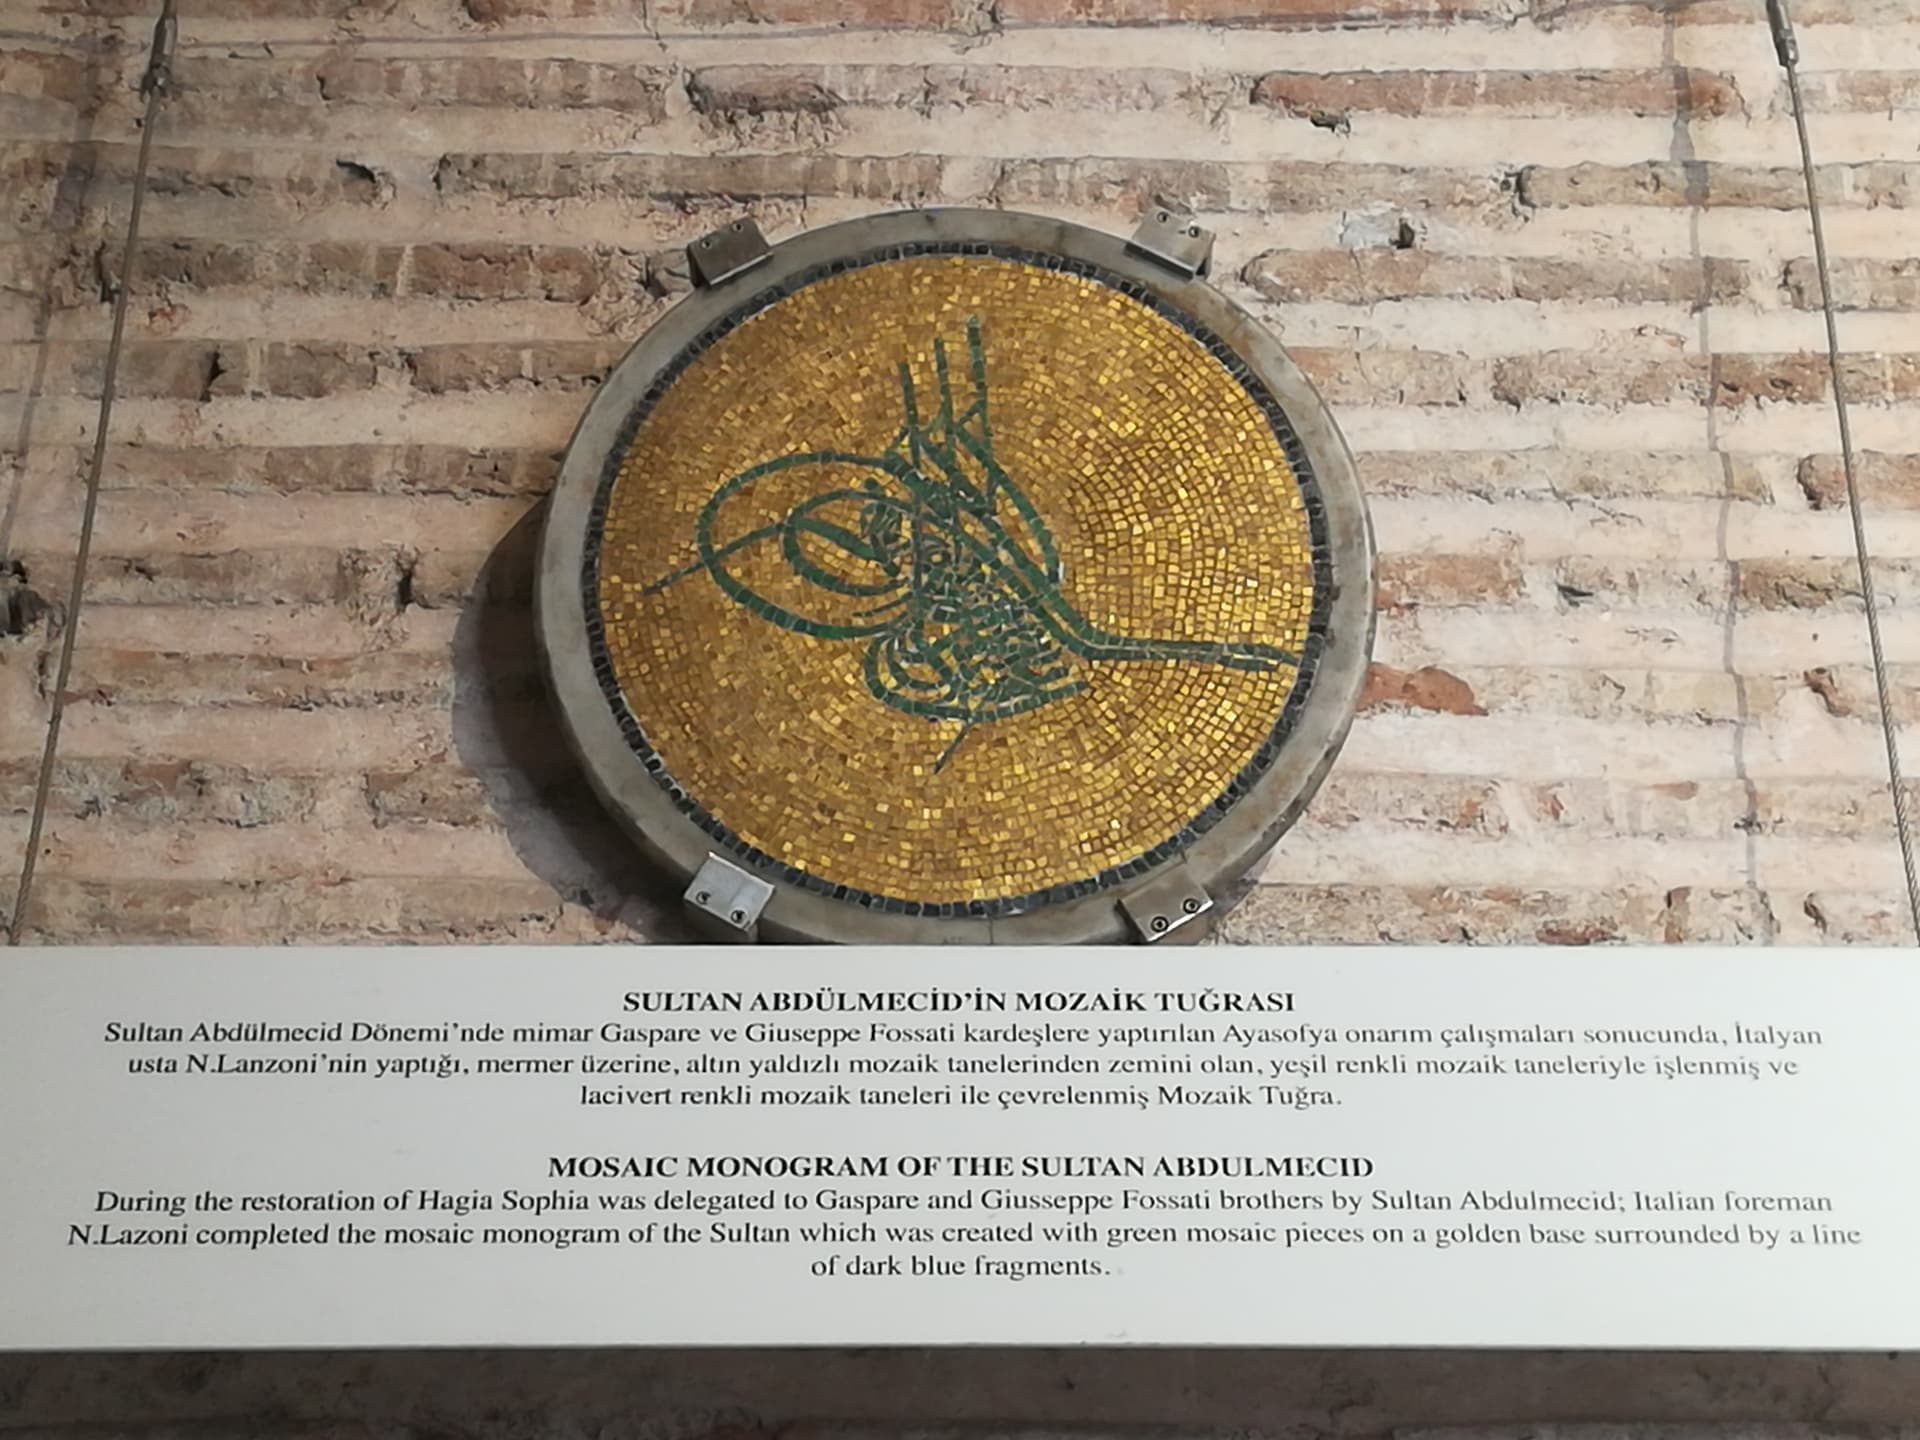 SULTAN ABDÜLMECİD'İN MOZAİK TUĞRASI
Sultan Abdülmecid Dönemi'nde mimar Gaspare ve Giuseppe Fossati kardeşlere yaptırılan Ayasofya onarım çalışmaları sonucunda, İtalyan
usta N.Lanzoni'nin yaptığı, mermer üzerine, altın yaldızlı mozaik tanelerinden zemini olan, yeşil renkli mozaik taneleriyle işlenmiş ve
lacivert renkli mozaik taneleri ile çevrelenmiş Mozaik Tuğra.
MOSAIC MONOGRAM OF THE SULTAN ABDULMECID
During the restoration of Hagia Sophia was delegated to Gaspare and Giusseppe Fossati brothers by Sultan Abdulmecid; Italian foreman
N.Lazoni completed the mosaic monogram of the Sultan which was created with green mosaic pieces on a golden base surrounded by a line
of dark blue fragments.